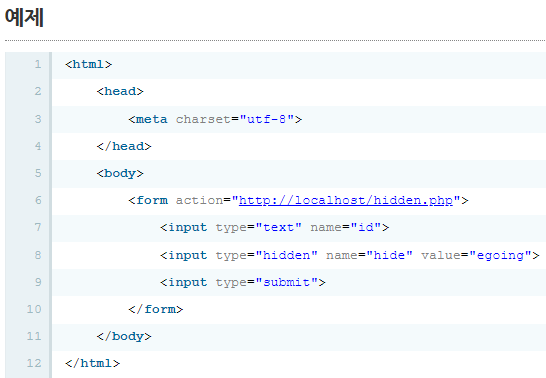 예제
1 <html>
2     <head>
3         <meta charset="utf-8">
4     </head>
5     <body>
6         <form action="http://localhost/hidden.php">
7             <input type="text" name="id">
8             <input type="hidden" name="hide" value="egoing">
9             <input type="submit">
10         </form>
11     </body>
12 </html>